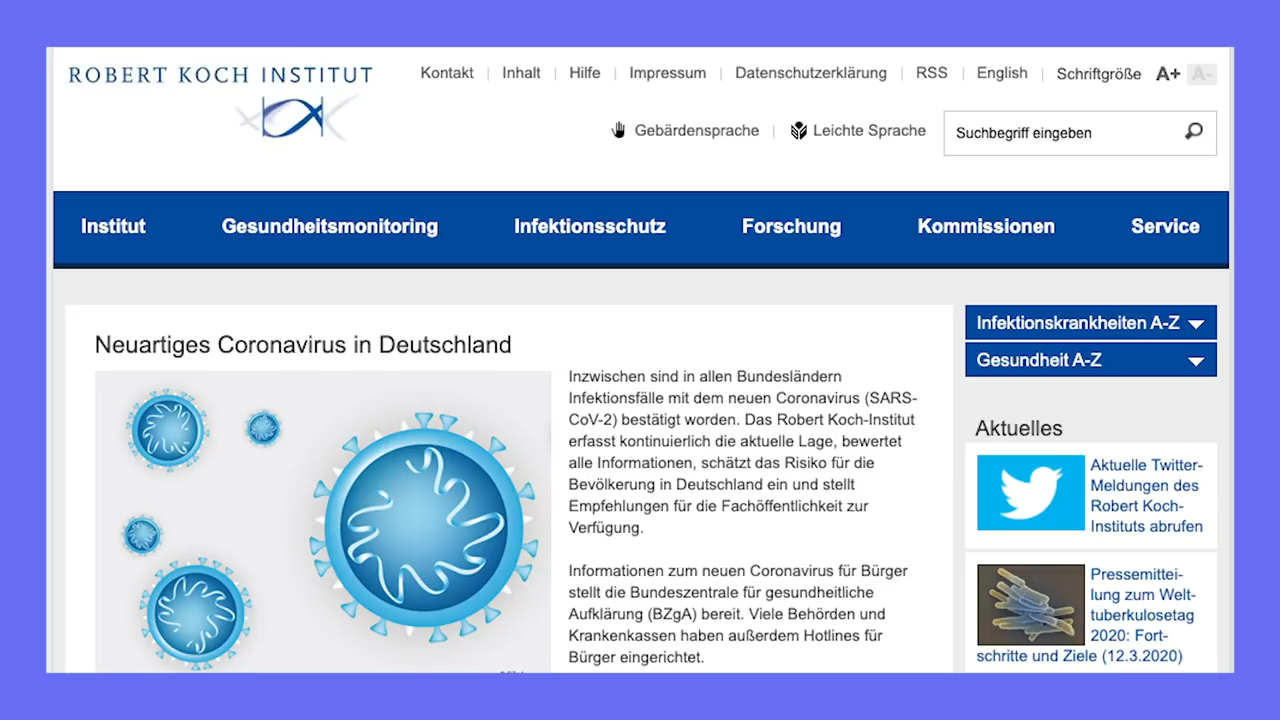 ROBERT KOCH INSTITUT
Kontakt
Inhalt
Hilfe
Impressum
Datenschutzerklärung
RSS
English
Schriftgröße
A+
A-
Gebärdensprache
Leichte Sprache
Suchbegriff eingeben
Institut
Gesundheitsmonitoring
Infektionsschutz
Forschung
Kommissionen
Service
Neuartiges Coronavirus in Deutschland
Inzwischen sind in allen Bundesländern
Infektionsfälle mit dem neuen Coronavirus (SARS-
CoV-2) bestätigt worden. Das Robert Koch-Institut
erfasst kontinuierlich die aktuelle Lage, bewertet
alle Informationen, schätzt das Risiko für die
Bevölkerung in Deutschland ein und stellt
Empfehlungen für die Fachöffentlichkeit zur
Verfügung.
Informationen zum neuen Coronavirus für Bürger
stellt die Bundeszentrale für gesundheitliche
Aufklärung (BZgA) bereit. Viele Behörden und
Krankenkassen haben außerdem Hotlines für
Bürger eingerichtet.
Infektionskrankheiten A-Z
Gesundheit A-Z
Aktuelles
Aktuelle Twitter-
Meldungen des
Robert Koch-
Instituts abrufen
Pressemittei-
lung zum Welt-
tuberkulosetag
2020: Fort-
schritte und Ziele (12.3.2020)